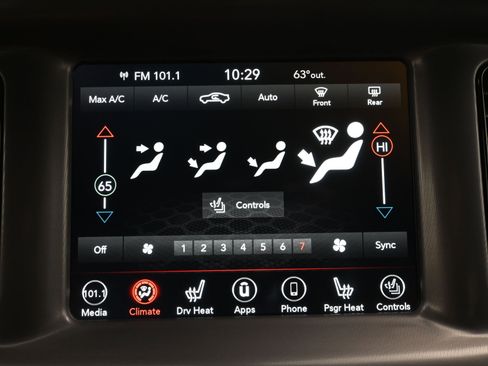 FM 101.1 10:29 63° out.
Max A/C A/C Auto Front Rear
65 HI
Controls
Off 1 2 3 4 5 6 7 Sync
101.1
Media Climate Drv Heat Apps Phone Psgr Heat Controls